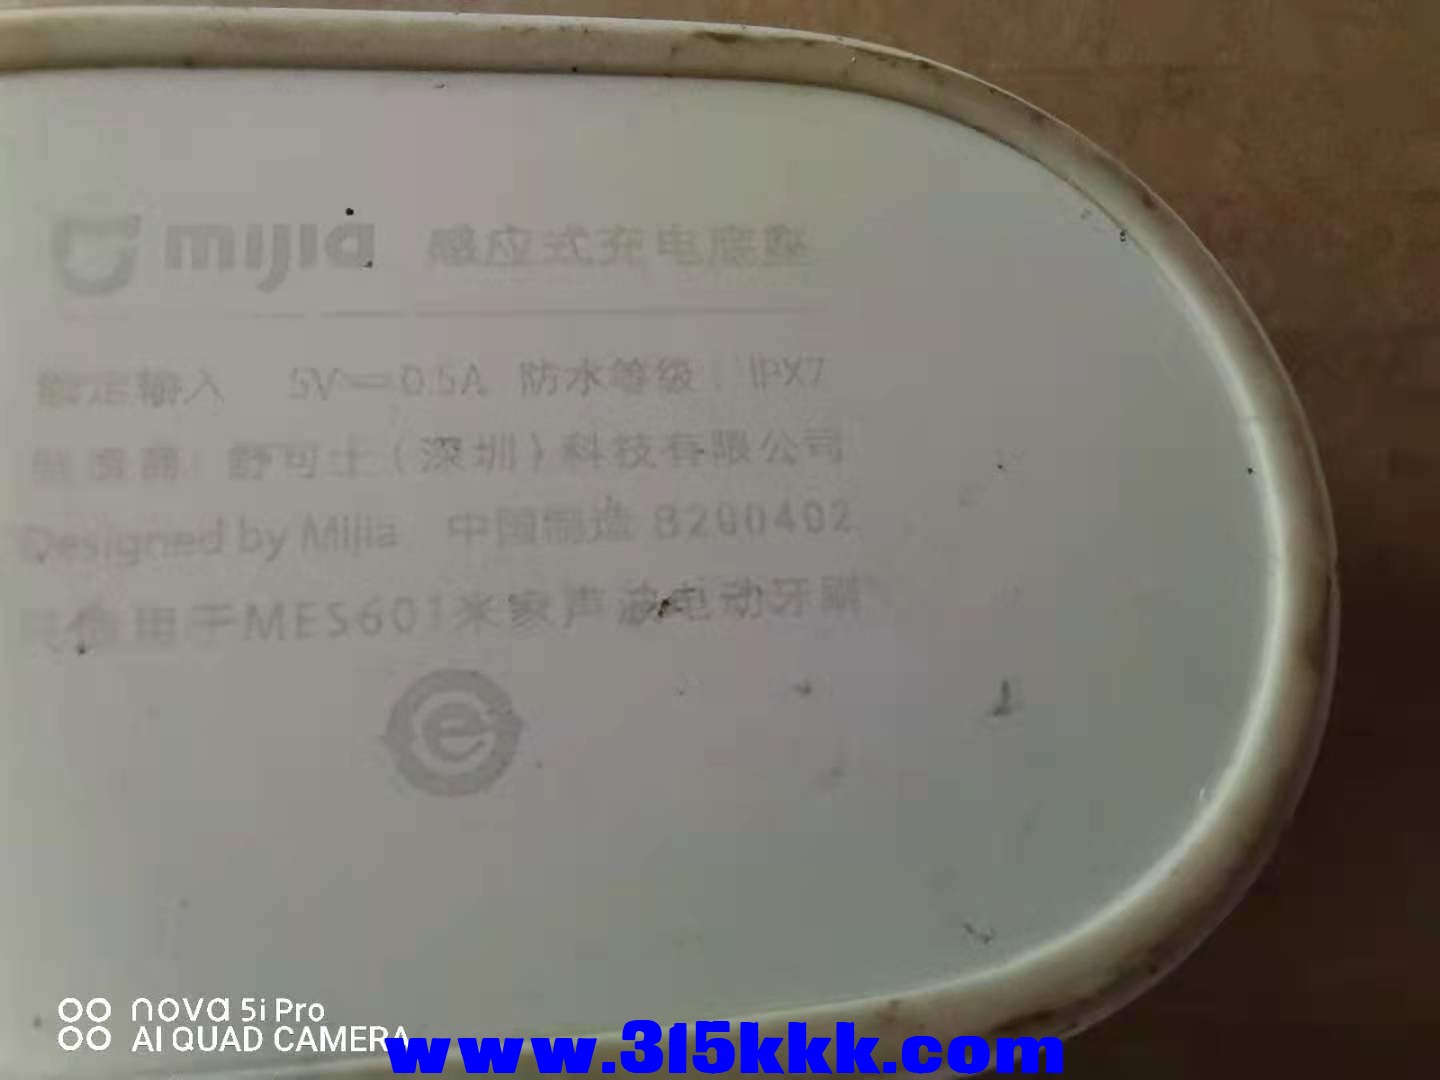 mijia 感应式充电底座
额定输入 5V⎓0.5A 防水等级：IPX7
制造商：舒可士（深圳）科技有限公司
Designed by Mijia 中国制造 B200402
只使用于MES601米家声波电动牙刷
e
nova 5i Pro
AI QUAD CAMERA
www.315kkk.com